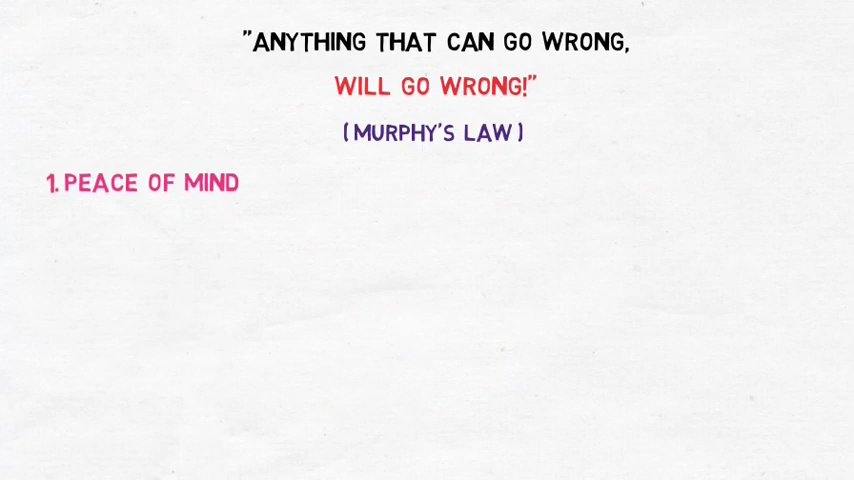 "ANYTHING THAT CAN GO WRONG,
WILL GO WRONG!"
(MURPHY'S LAW)
1. PEACE OF MIND